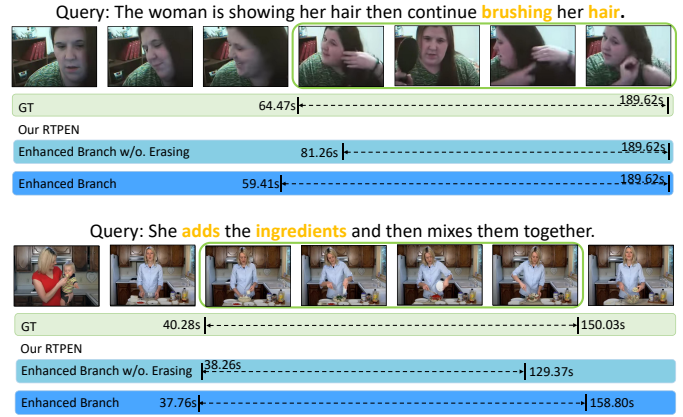 Query: The woman is showing her hair then continue brushing her hair.
GT 64.47s 189.62s
Our RTPEN
Enhanced Branch w/o. Erasing 81.26s 189.62s
Enhanced Branch 59.41s 189.62s
Query: She adds the ingredients and then mixes them together.
GT 40.28s 150.03s
Our RTPEN
Enhanced Branch w/o. Erasing 38.26s 129.37s
Enhanced Branch 37.76s 158.80s